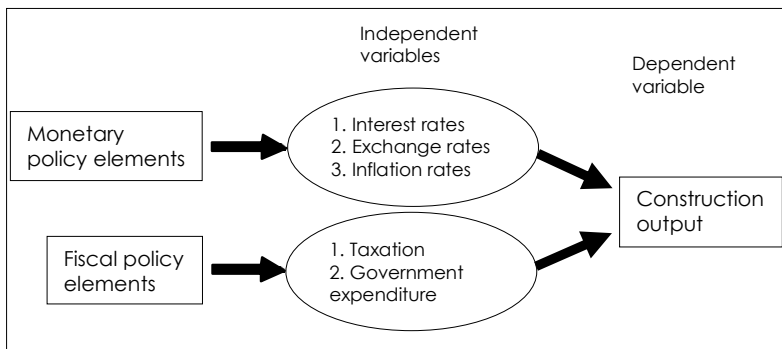 Independent
variables
Dependent
variable
Monetary
policy elements
1. Interest rates
2. Exchange rates
3. Inflation rates
Construction
output
Fiscal policy
elements
1. Taxation
2. Government
expenditure